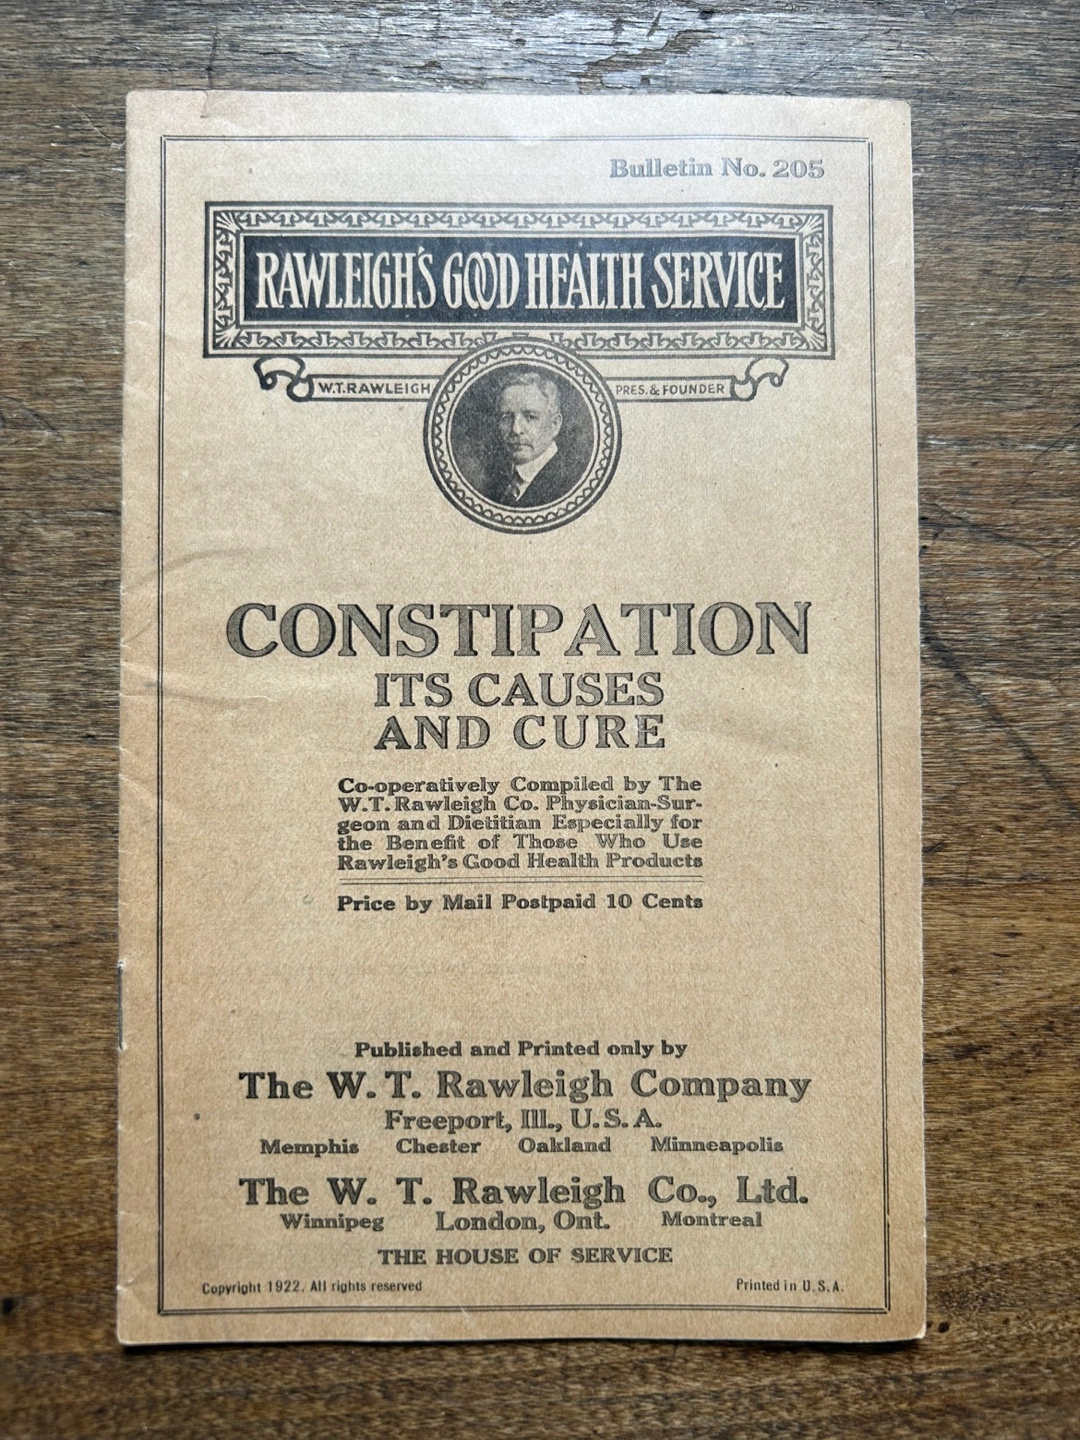 Bulletin No. 205
RAWLEIGH'S GOOD HEALTH SERVICE
W.T. RAWLEIGH PRES. & FOUNDER
CONSTIPATION
ITS CAUSES
AND CURE
Co-operatively Compiled by The
W.T. Rawleigh Co. Physician-Sur-
geon and Dietitian Especially for
the Benefit of Those Who Use
Rawleigh's Good Health Products
Price by Mail Postpaid 10 Cents
Published and Printed only by
The W. T. Rawleigh Company
Freeport, Ill., U. S. A.
Memphis Chester Oakland Minneapolis
The W. T. Rawleigh Co., Ltd.
Winnipeg London, Ont. Montreal
THE HOUSE OF SERVICE
Copyright 1922. All rights reserved Printed in U. S. A.